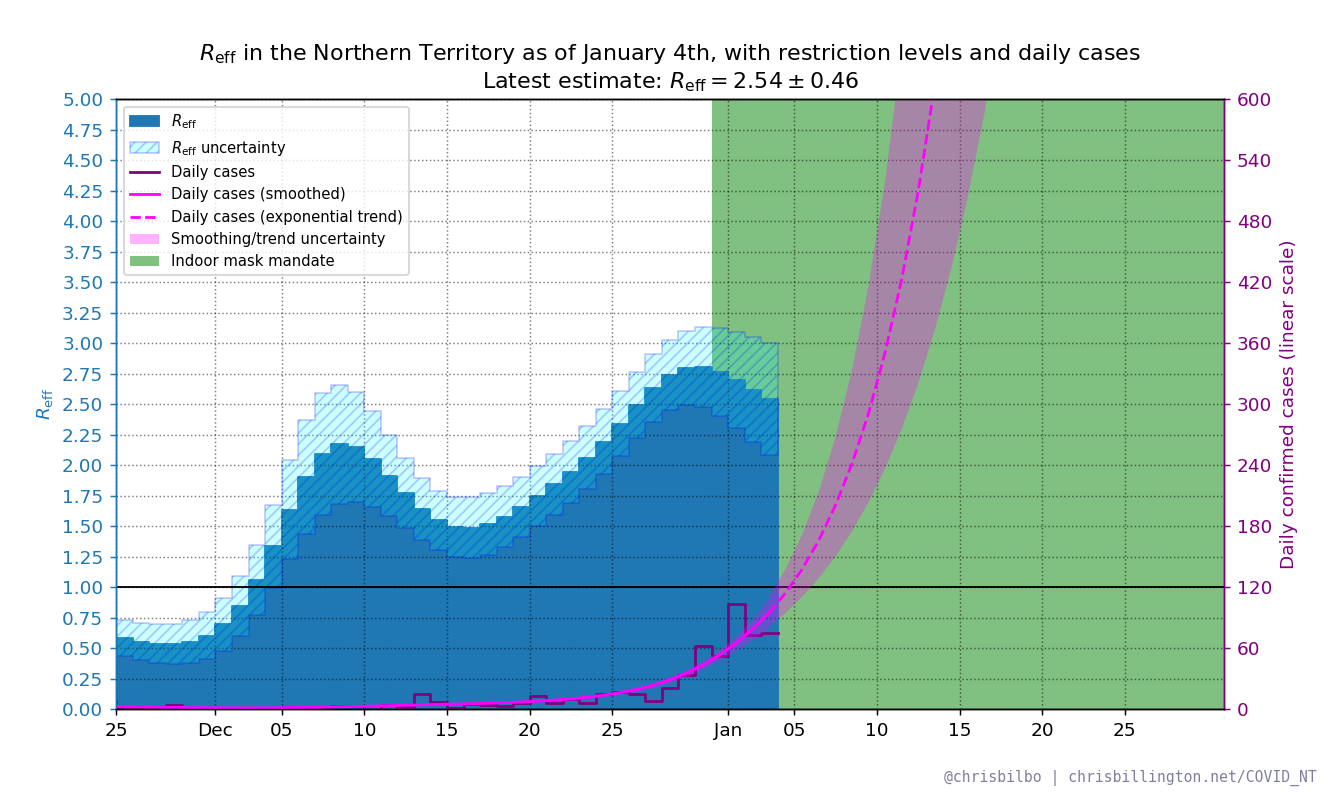 R_eff in the Northern Territory as of January 4th, with restriction levels and daily cases
Latest estimate: R_eff = 2.54 ± 0.46
R_eff
R_eff uncertainty
Daily cases
Daily cases (smoothed)
Daily cases (exponential trend)
Smoothing/trend uncertainty
Indoor mask mandate
R_eff
5.00
4.75
4.50
4.25
4.00
3.75
3.50
3.25
3.00
2.75
2.50
2.25
2.00
1.75
1.50
1.25
1.00
0.75
0.50
0.25
0.00
600
540
480
420
360
300
240
180
120
60
0
Daily confirmed cases (linear scale)
25 Dec 05 10 15 20 25 Jan 05 10 15 20 25
@chrisbilbo | chrisbillington.net/COVID_NT